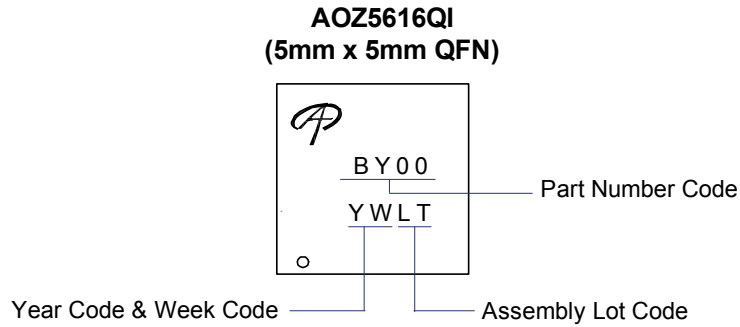 AOZ5616QI
(5mm x 5mm QFN)
BY00
Part Number Code
YWLT
Year Code & Week Code
Assembly Lot Code